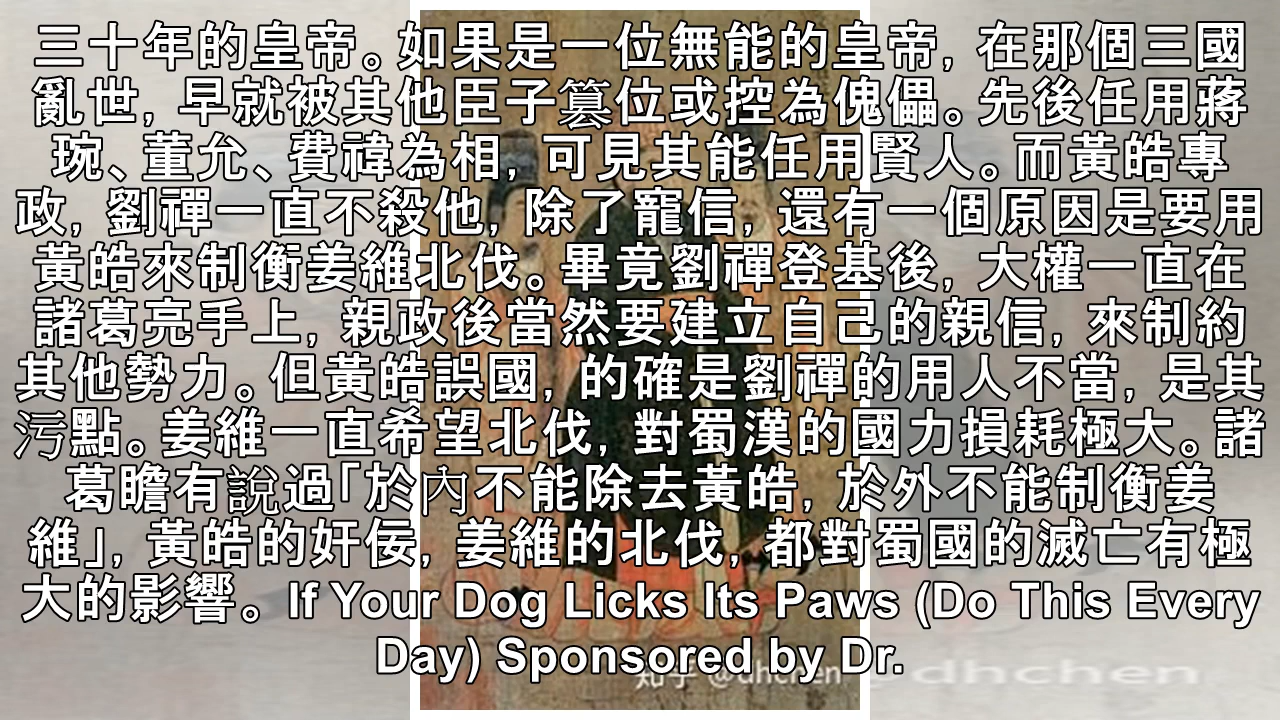 三十年的皇帝。如果是一位無能的皇帝，在那個三國
亂世，早就被其他臣子篡位或控為傀儡。先後任用蔣
琬、董允、費禕為相，可見其能任用賢人。而黃皓專
政，劉禪一直不殺他，除了寵信，還有一個原因是要用
黃皓來制衡姜維北伐。畢竟劉禪登基後，大權一直在
諸葛亮手上，親政後當然要建立自己的親信，來制約
其他勢力。但黃皓誤國，的確是劉禪的用人不當，是其
污點。姜維一直希望北伐，對蜀漢的國力損耗極大。諸
葛瞻有說過「於內不能除去黃皓，於外不能制衡姜
維」，黃皓的奸佞，姜維的北伐，都對蜀國的滅亡有極
大的影響。If Your Dog Licks Its Paws (Do This Every
Day) Sponsored by Dr.
知乎 @dhchen
@dhchen